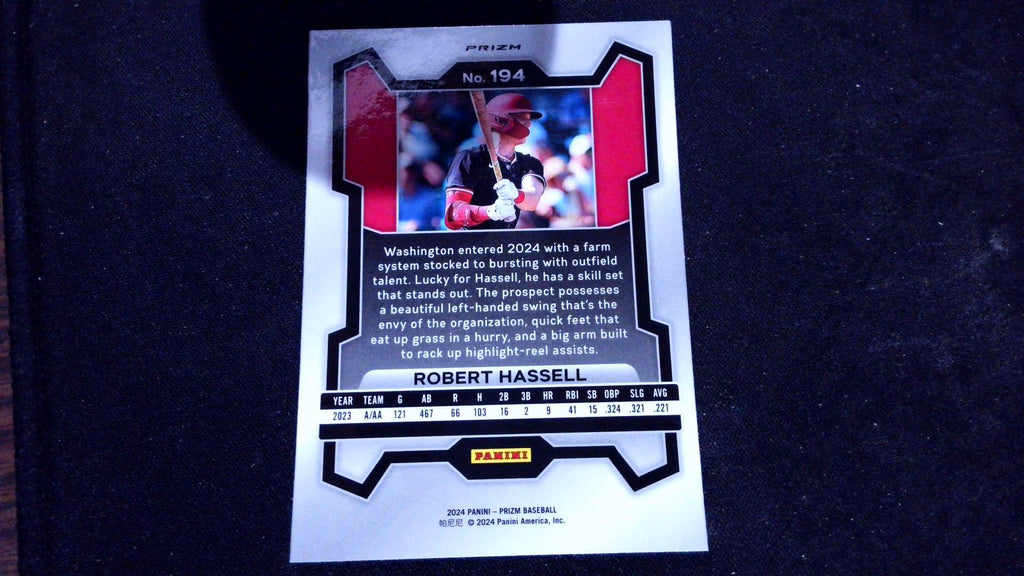 PRIZM
No. 194
Washington entered 2024 with a farm
system stocked to bursting with outfield
talent. Lucky for Hassell, he has a skill set
that stands out. The prospect possesses
a beautiful left-handed swing that's the
envy of the organization, quick feet that
eat up grass in a hurry, and a big arm built
to rack up highlight-reel assists.
ROBERT HASSELL
YEAR TEAM G AB R H 2B 3B HR RBI SB OBP SLG AVG
2023 A/AA 121 467 66 103 16 2 9 41 15 .324 .321 .221
PANINI
2024 PANINI – PRIZM BASEBALL
帕尼尼 © 2024 Panini America, Inc.